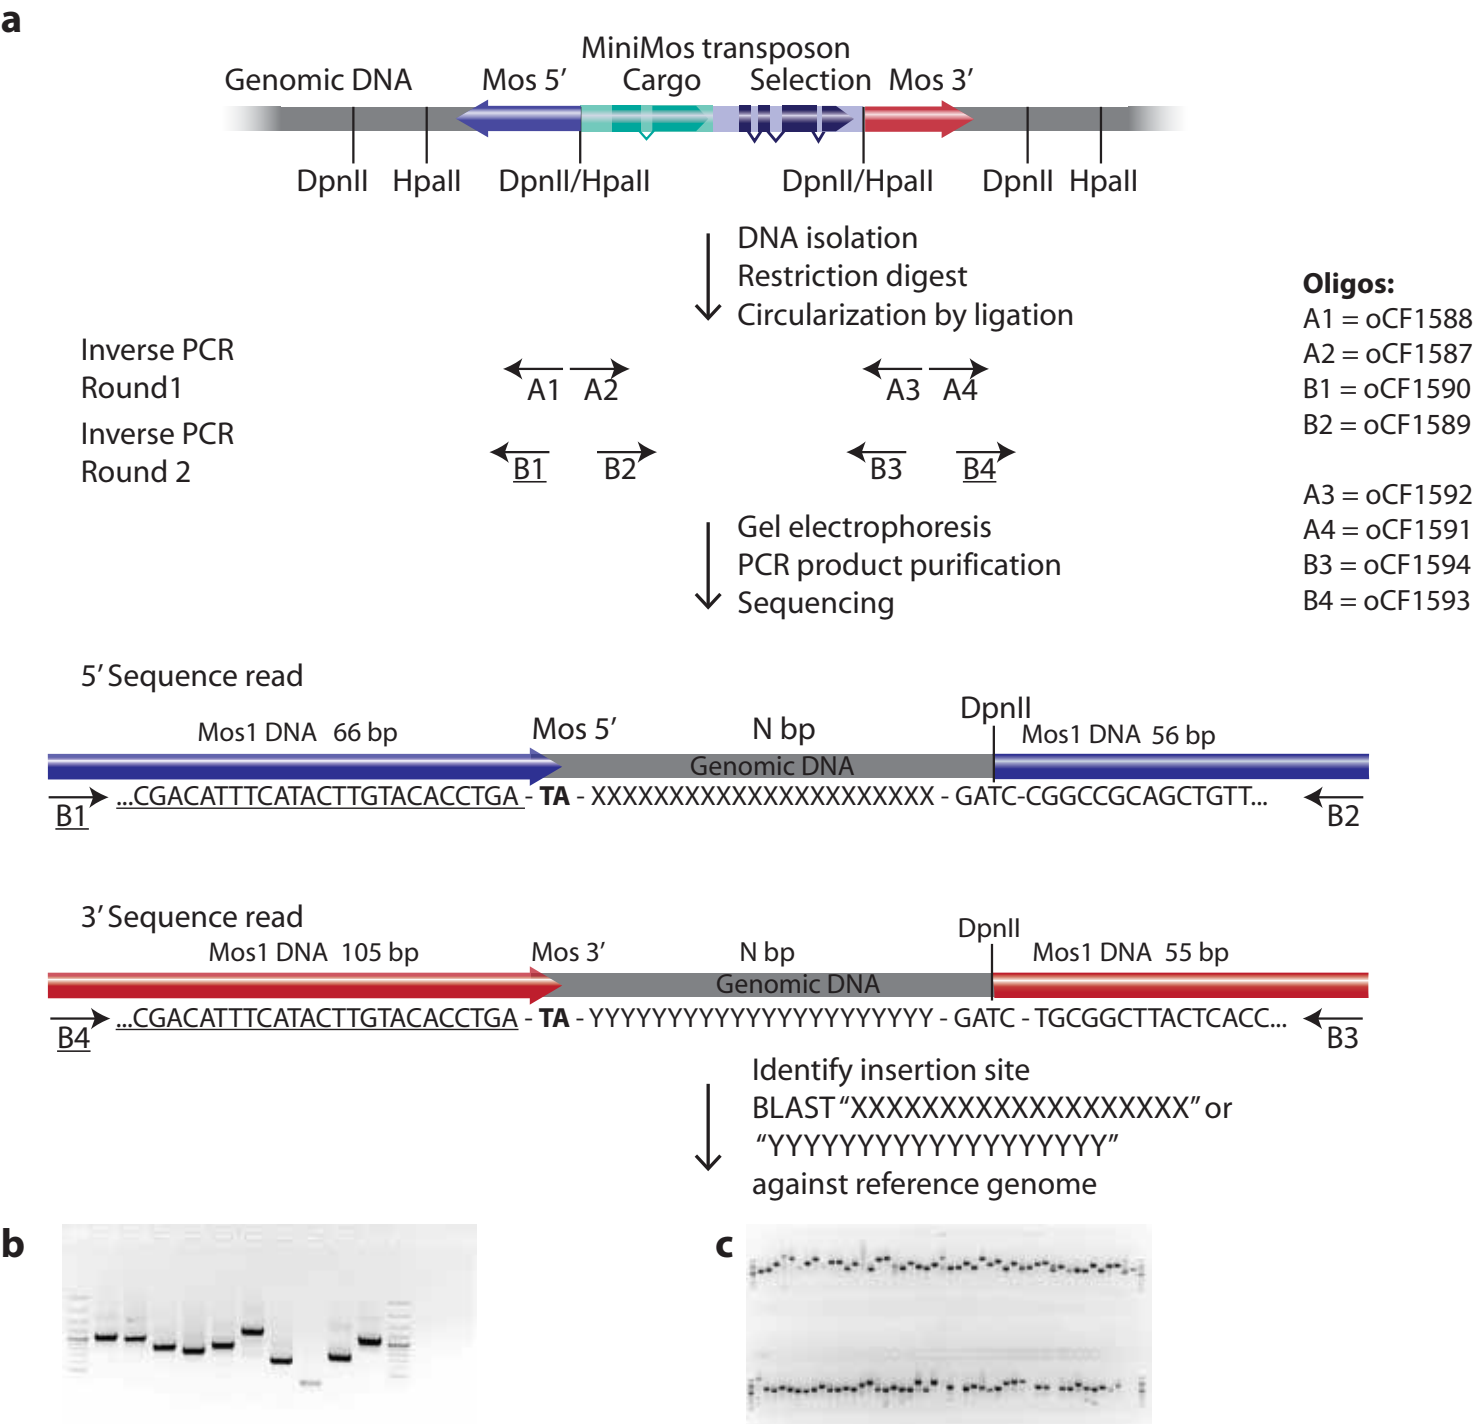 a
MiniMos transposon
Genomic DNA Mos 5’ Cargo Selection Mos 3’
DpnII HpaII DpnII/HpaII DpnII/HpaII DpnII HpaII
DNA isolation
Restriction digest
Circularization by ligation
Oligos:
A1 = oCF1588
A2 = oCF1587
B1 = oCF1590
B2 = oCF1589
A3 = oCF1592
A4 = oCF1591
B3 = oCF1594
B4 = oCF1593
Inverse PCR
Round1
A1 A2 A3 A4
Inverse PCR
Round 2
B1 B2 B3 B4
Gel electrophoresis
PCR product purification
Sequencing
5’ Sequence read
Mos1 DNA 66 bp Mos 5’ N bp DpnII Mos1 DNA 56 bp
Genomic DNA
B1 ...CGACATTTCATACTTGTACACCTGA - TA - XXXXXXXXXXXXXXXXXXXXXX - GATC-CGGCCGCAGCTGTT... B2
3’ Sequence read
Mos1 DNA 105 bp Mos 3’ N bp DpnII Mos1 DNA 55 bp
Genomic DNA
B4 ...CGACATTTCATACTTGTACACCTGA - TA - YYYYYYYYYYYYYYYYYYYYYY - GATC - TGCGGCTTACTCACC... B3
Identify insertion site
BLAST “XXXXXXXXXXXXXXXXXXX” or
“YYYYYYYYYYYYYYYYYYY”
against reference genome
b
c